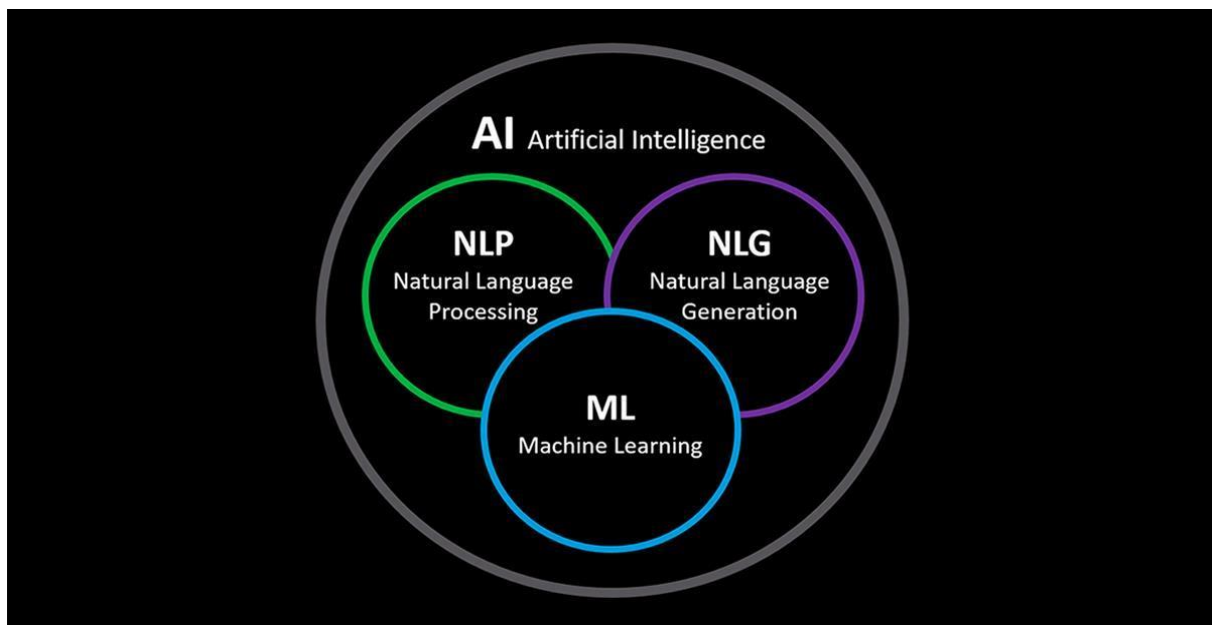 AI Artificial Intelligence
NLP
Natural Language
Processing
NLG
Natural Language
Generation
ML
Machine Learning